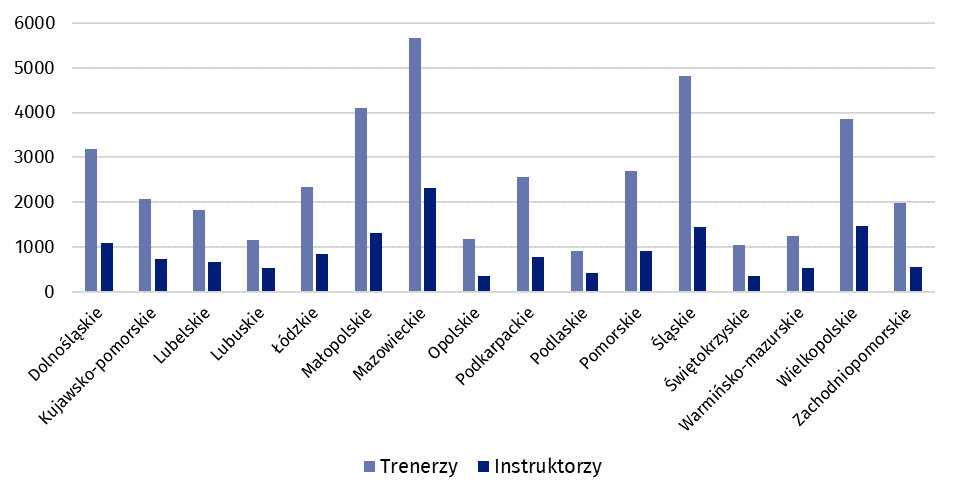 6000
5000
4000
3000
2000
1000
0
Dolnośląskie
Kujawsko-pomorskie
Lubelskie
Lubuskie
Łódzkie
Małopolskie
Mazowieckie
Opolskie
Podkarpackie
Podlaskie
Pomorskie
Śląskie
Świętokrzyskie
Warmińsko-mazurskie
Wielkopolskie
Zachodniopomorskie
Trenerzy Instruktorzy